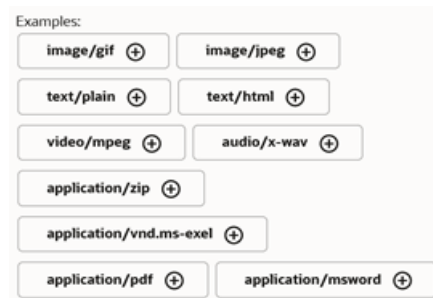 Examples:
image/gif image/jpeg
text/plain text/html
video/mpeg audio/x-wav
application/zip
application/vnd.ms-exel
application/pdf application/msword